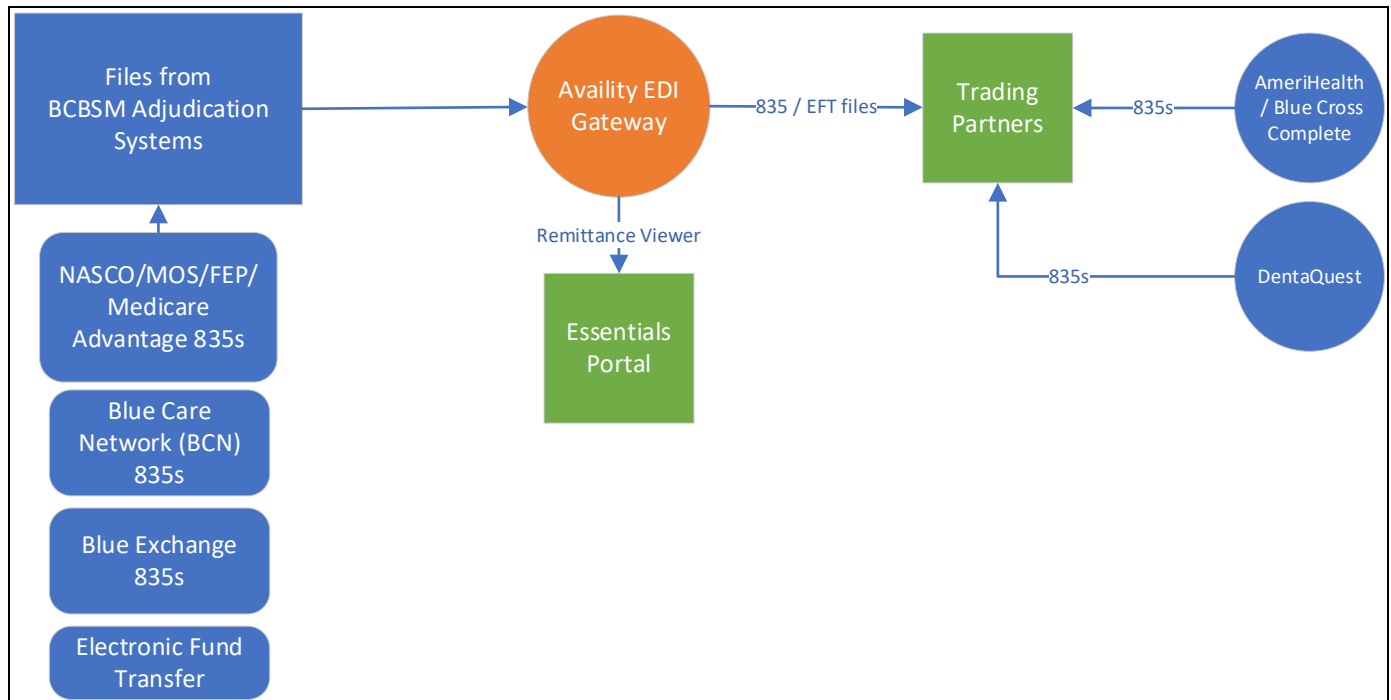 Files from
BCBSM Adjudication
Systems
Availity EDI
Gateway
835 / EFT files
Trading
Partners
835s
AmeriHealth
/ Blue Cross
Complete
Remittance Viewer
NASCO/MOS/FEP/
Medicare
Advantage 835s
Essentials
Portal
835s
DentaQuest
Blue Care
Network (BCN)
835s
Blue Exchange
835s
Electronic Fund
Transfer